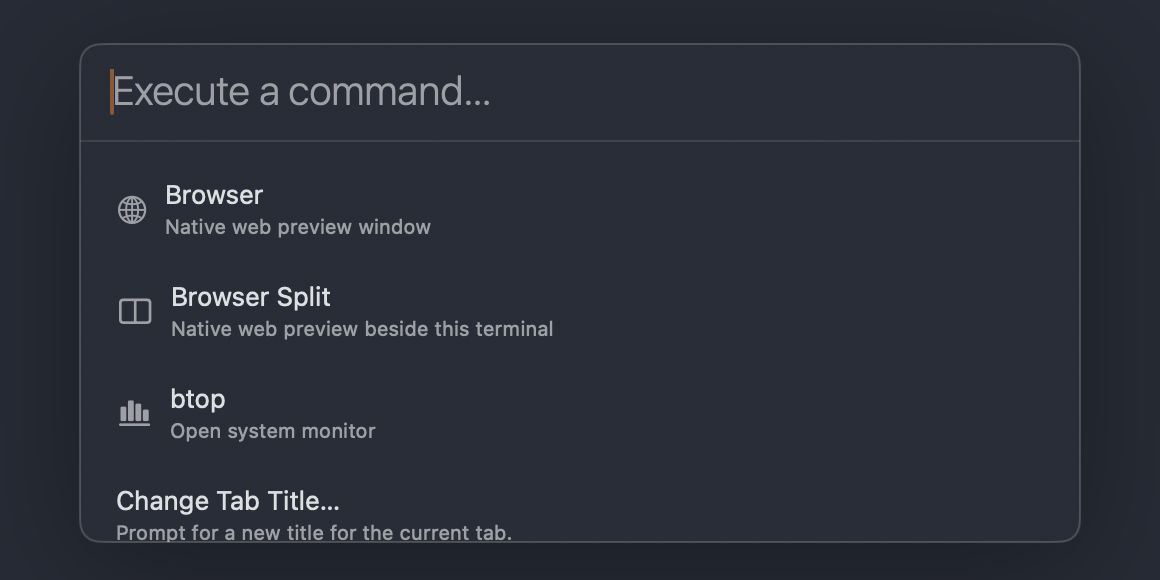 Execute a command...
Browser
Native web preview window
Browser Split
Native web preview beside this terminal
btop
Open system monitor
Change Tab Title...
Prompt for a new title for the current tab.